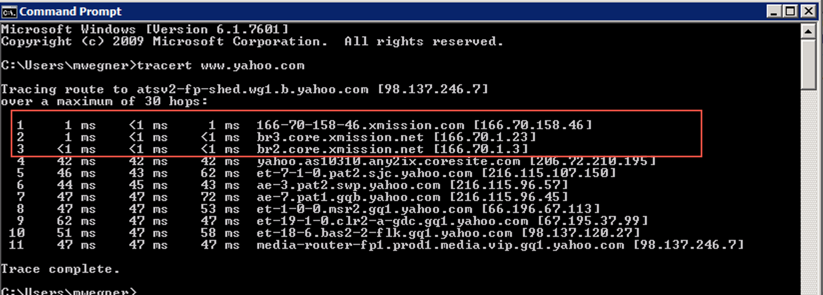 Command Prompt
Microsoft Windows [Version 6.1.7601]
Copyright (c) 2009 Microsoft Corporation.  All rights reserved.
C:\Users\mwegner>tracert www.yahoo.com
Tracing route to atsv2-fp-shed.wg1.b.yahoo.com [98.137.246.7]
over a maximum of 30 hops:
1     1 ms    <1 ms     1 ms  166-70-158-46.xmission.com [166.70.158.46]
2     1 ms    <1 ms    <1 ms  br3.core.xmission.net [166.70.1.23]
3    <1 ms    <1 ms    <1 ms  br2.core.xmission.net [166.70.1.3]
4    42 ms    42 ms    42 ms  yahoo.as10310.any2ix.coresite.com [206.72.210.195]
5    46 ms    43 ms    62 ms  et-7-1-0.pat2.sjc.yahoo.com [216.115.107.150]
6    44 ms    45 ms    43 ms  ae-3.pat2.swp.yahoo.com [216.115.96.57]
7    47 ms    47 ms    72 ms  ae-7.pat1.gqb.yahoo.com [216.115.96.45]
8    47 ms    47 ms    53 ms  et-1-0-0.msr2.gq1.yahoo.com [66.196.67.113]
9    62 ms    47 ms    47 ms  et-19-1-0.clr2-a-gdc.gq1.yahoo.com [67.195.37.99]
10    51 ms    47 ms    58 ms  et-18-6.bas2-2-flk.gq1.yahoo.com [98.137.120.27]
11    47 ms    47 ms    47 ms  media-router-fp1.prod1.media.vip.gq1.yahoo.com [98.137.246.7]
Trace complete.
C:\Users\mwegner>